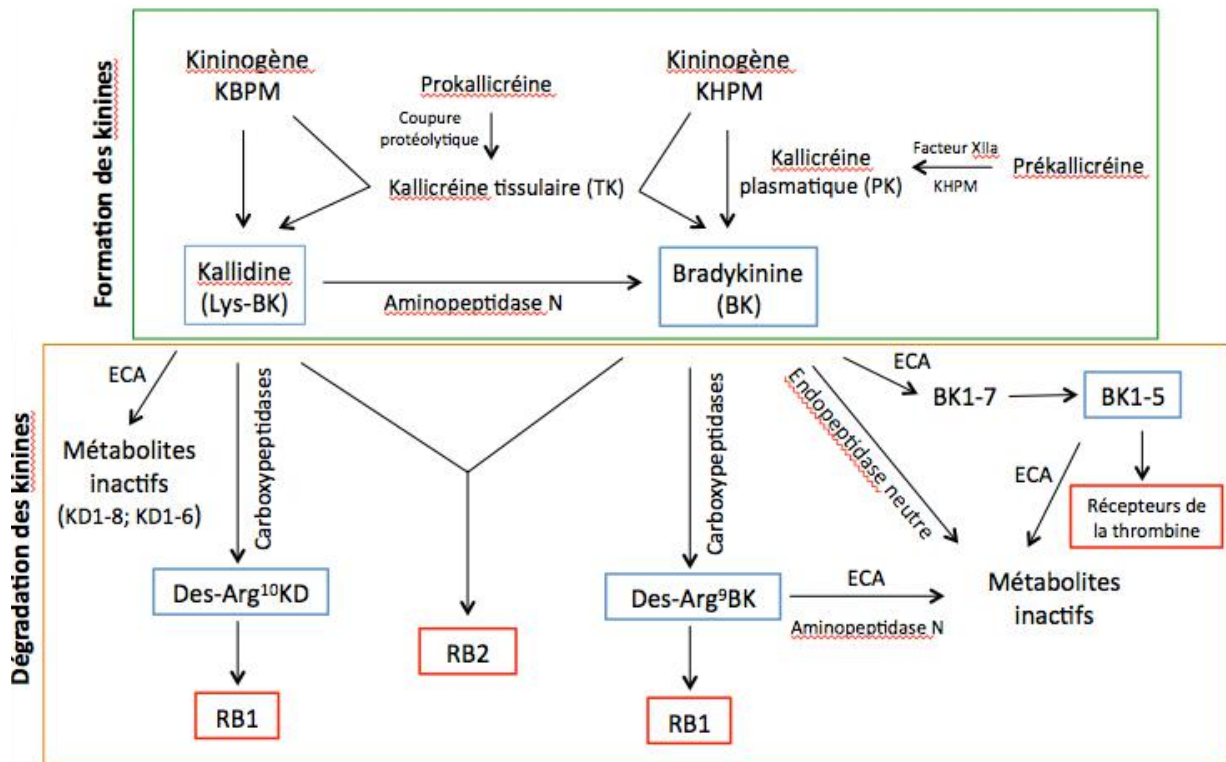 Formation des kinines
Kininogène
KBPM
Prokallicréine
Coupure
protéolytique
Kallicréine tissulaire (TK)
Kininogène
KHPM
Kallicréine
plasmatique (PK)
Facteur XIIa
KHPM
Prékallicréine
Kallidine
(Lys-BK)
Aminopeptidase N
Bradykinine
(BK)
Dégradation des kinines
ECA
Métabolites
inactifs
(KD1-8; KD1-6)
Carboxypeptidases
Des-Arg¹⁰KD
RB1
RB2
Carboxypeptidases
Des-Arg⁹BK
RB1
Endopeptidase neutre
ECA
BK1-7
BK1-5
ECA
Récepteurs de
la thrombine
ECA
Aminopeptidase N
Métabolites
inactifs